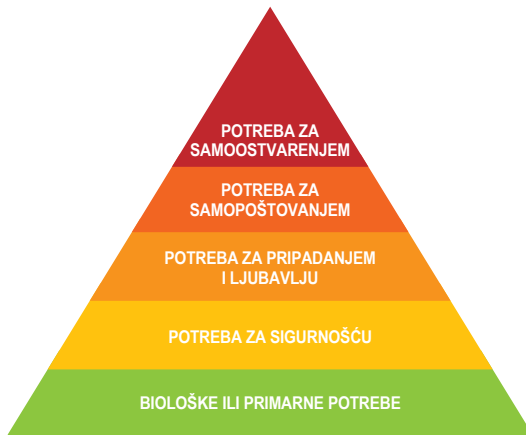 POTREBA ZA
SAMOOSTVARENJEM
POTREBA ZA
SAMOPOŠTOVANJEM
POTREBA ZA PRIPADANJEM
I LJUBAVLJU
POTREBA ZA SIGURNOŠĆU
BIOLOŠKE ILI PRIMARNE POTREBE